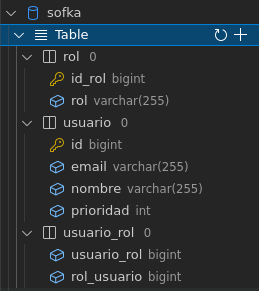 sofka
Table
rol 0
id_rol bigint
rol varchar(255)
usuario 0
id bigint
email varchar(255)
nombre varchar(255)
prioridad int
usuario_rol 0
usuario_rol bigint
rol_usuario bigint